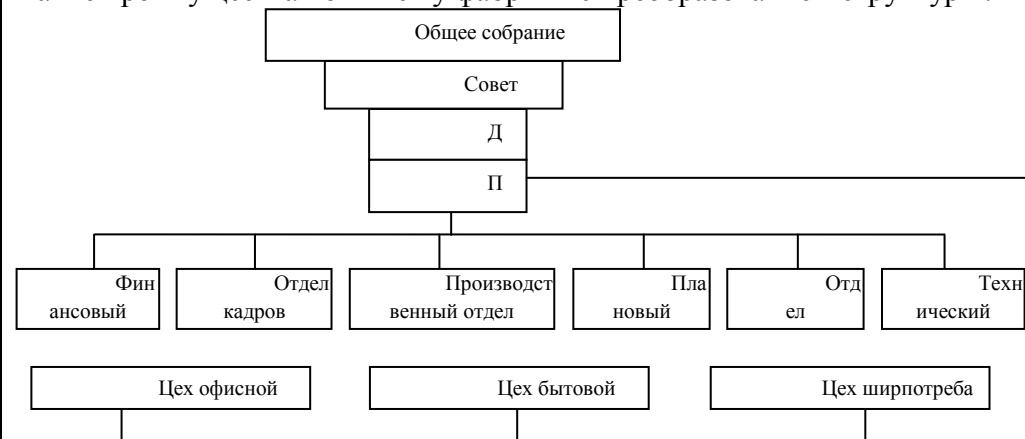 Общее собрание
Совет
Д
П
Фин
ансовый
Отдел
кадров
Производст
венный отдел
Пла
новый
Отд
ел
Техн
ический
Цех офисной
Цех бытовой
Цех ширпотреба